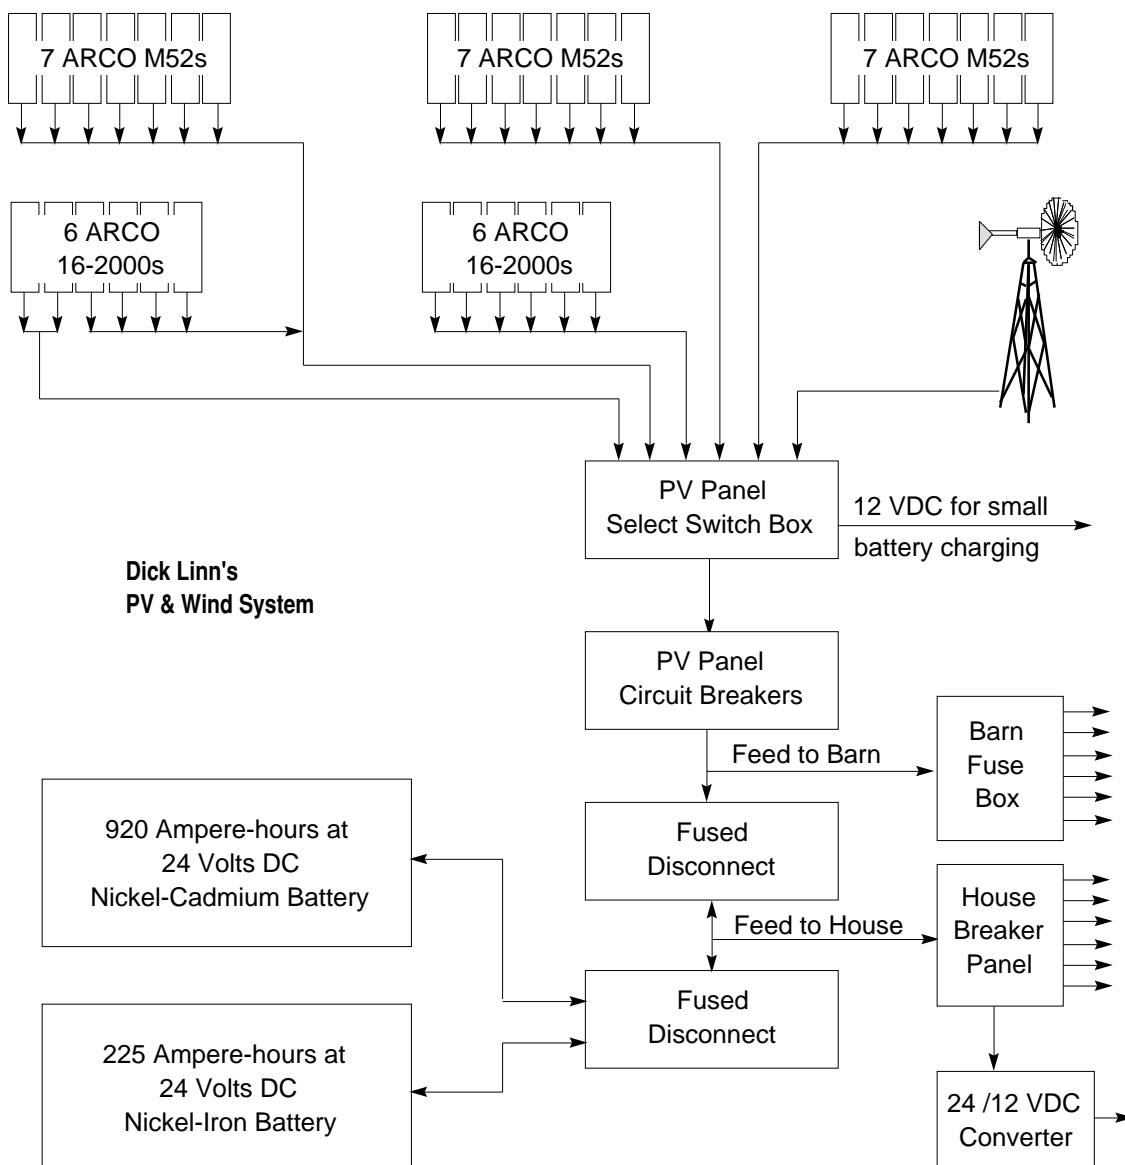 7 ARCO M52s
7 ARCO M52s
7 ARCO M52s
6 ARCO
16-2000s
6 ARCO
16-2000s
PV Panel
Select Switch Box
12 VDC for small
battery charging
Dick Linn's
PV & Wind System
PV Panel
Circuit Breakers
Feed to Barn
Barn
Fuse
Box
920 Ampere-hours at
24 Volts DC
Nickel-Cadmium Battery
Fused
Disconnect
Feed to House
House
Breaker
Panel
Fused
Disconnect
225 Ampere-hours at
24 Volts DC
Nickel-Iron Battery
24 /12 VDC
Converter